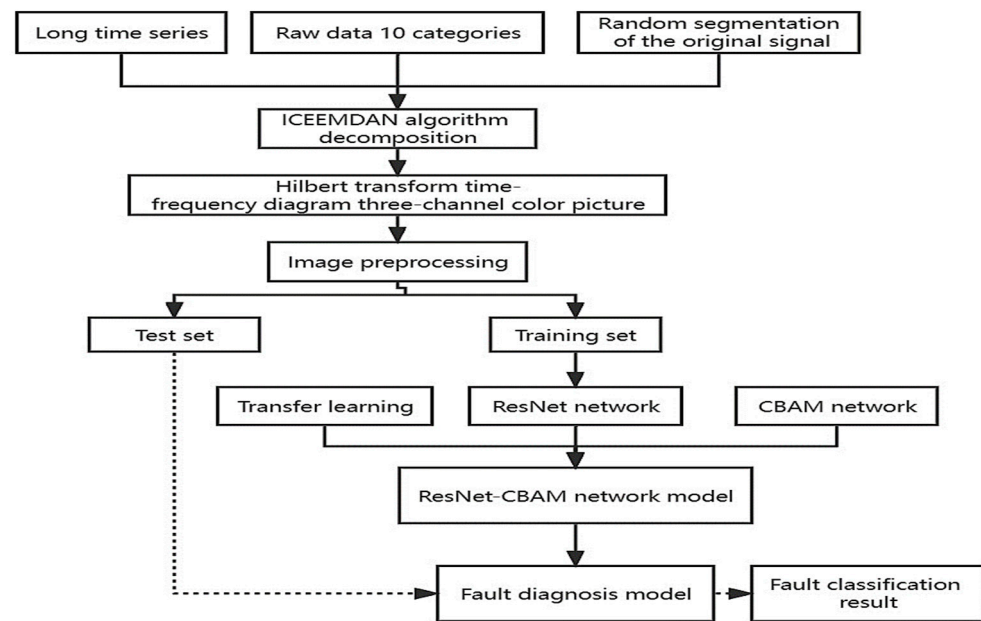 Long time series
Raw data 10 categories
Random segmentation
of the original signal
ICEEMDAN algorithm
decomposition
Hilbert transform time-
frequency diagram three-channel color picture
Image preprocessing
Test set
Training set
Transfer learning
ResNet network
CBAM network
ResNet-CBAM network model
Fault diagnosis model
Fault classification
result